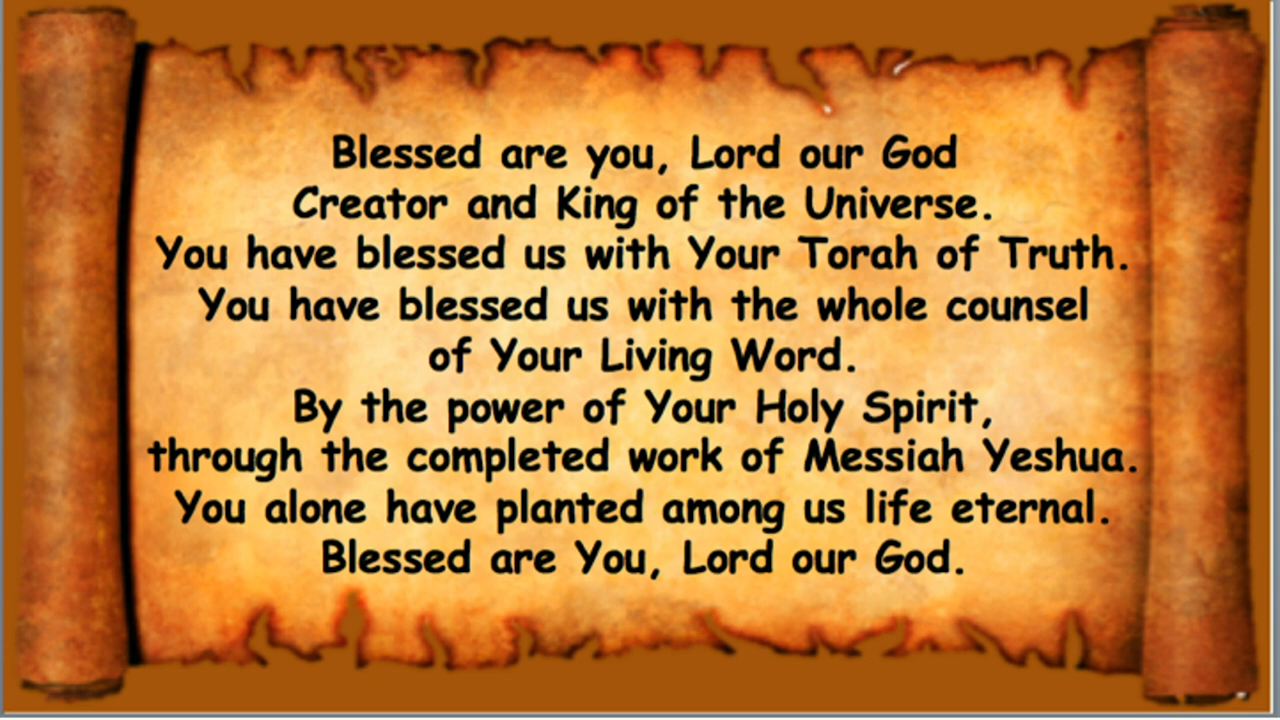 Blessed are you, Lord our God
Creator and King of the Universe.
You have blessed us with Your Torah of Truth.
You have blessed us with the whole counsel
of Your Living Word.
By the power of Your Holy Spirit,
through the completed work of Messiah Yeshua.
You alone have planted among us life eternal.
Blessed are You, Lord our God.